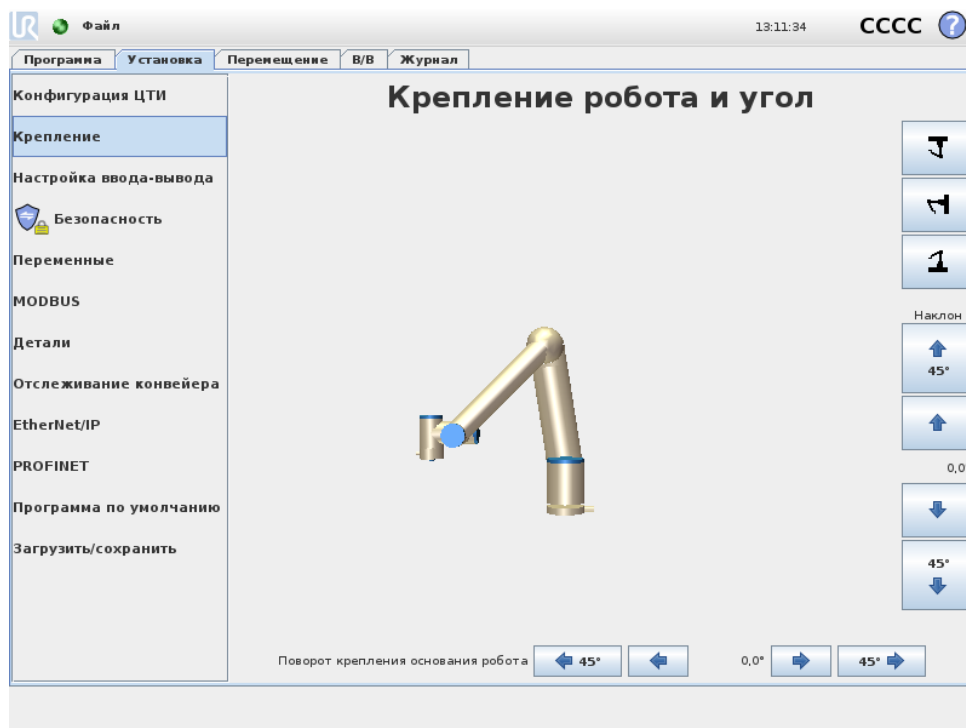 UR Файл 13:11:34 CCCC ?
Программа Установка Перемещение В/В Журнал
Крепление робота и угол
Конфигурация ЦТИ
Крепление
Настройка ввода-вывода
Безопасность
Переменные
MODBUS
Детали
Отслеживание конвейера
EtherNet/IP
PROFINET
Программа по умолчанию
Загрузить/сохранить
Наклон
45°
0,0
45°
Поворот крепления основания робота 45° 0,0° 45°